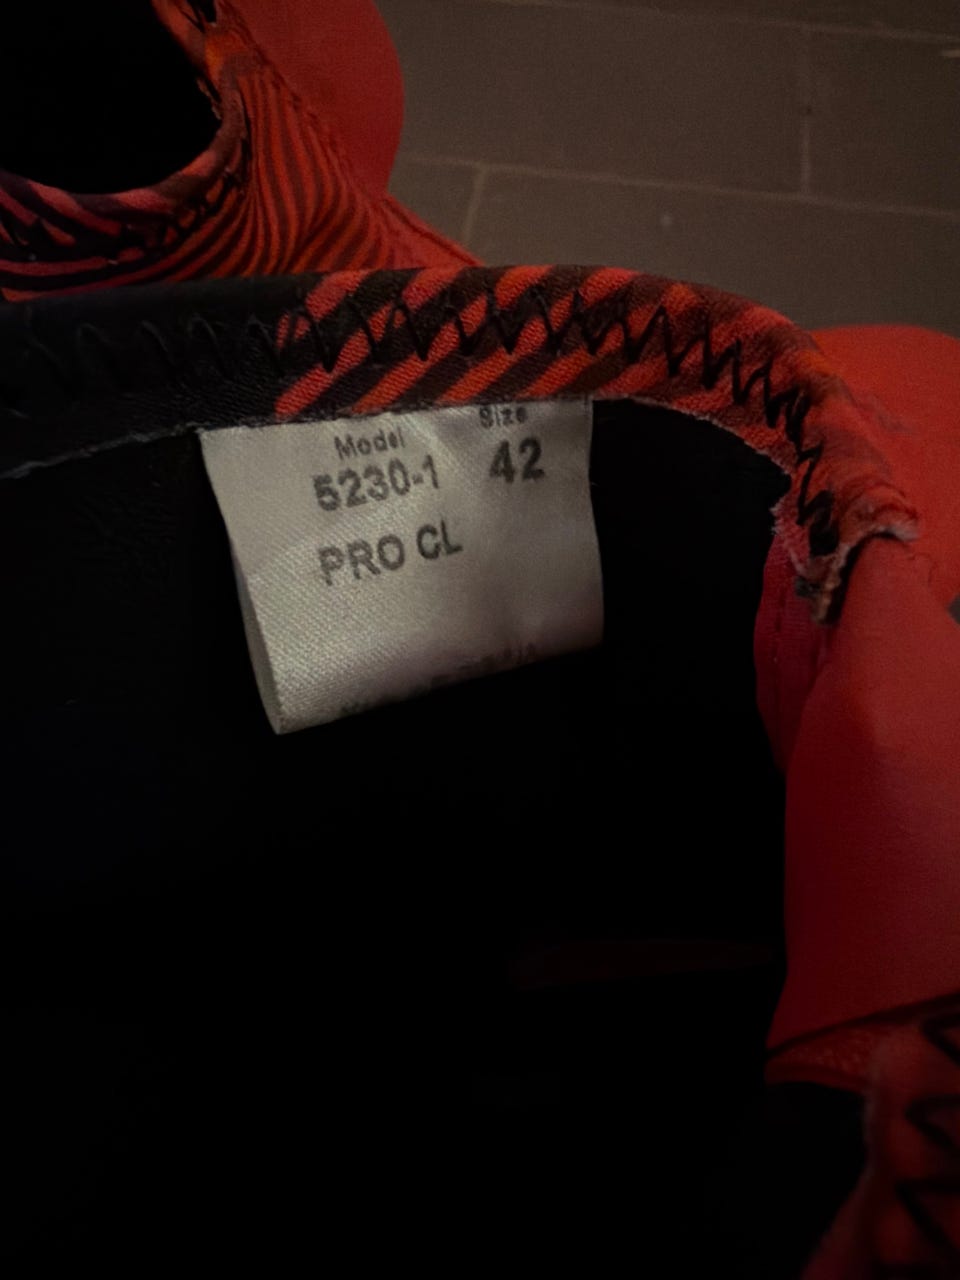 Model Size
5230-1 42
PRO CL